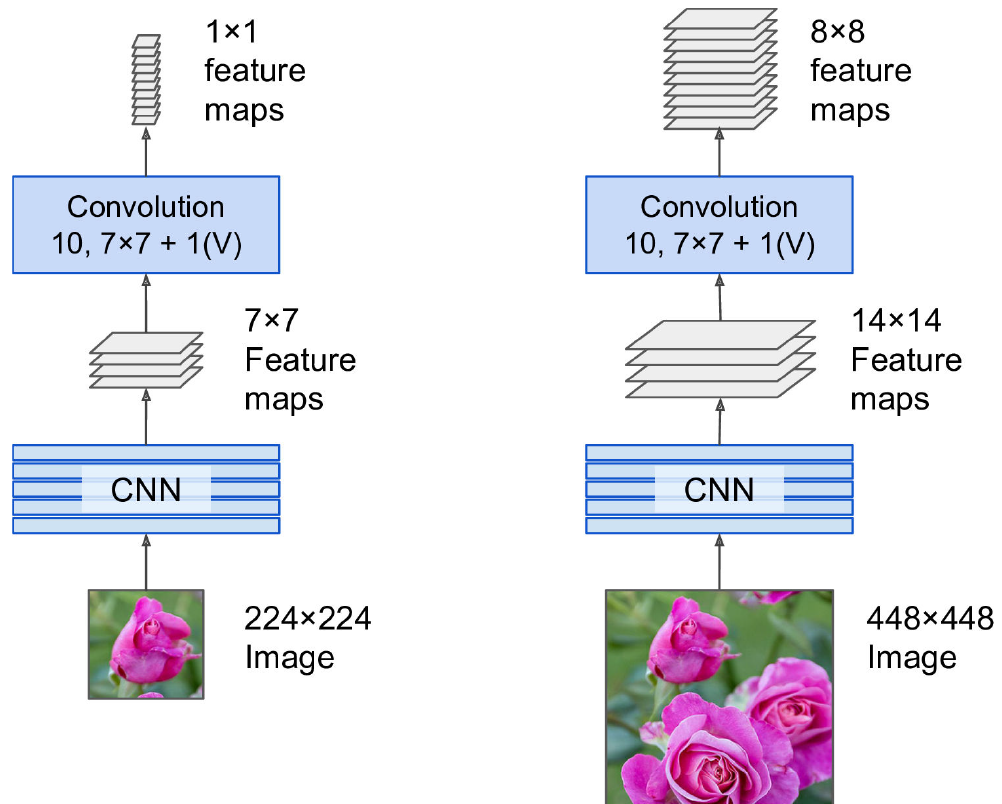 1×1
feature
maps
Convolution
10, 7×7 + 1(V)
7×7
Feature
maps
CNN
224×224
Image
8×8
feature
maps
Convolution
10, 7×7 + 1(V)
14×14
Feature
maps
CNN
448×448
Image